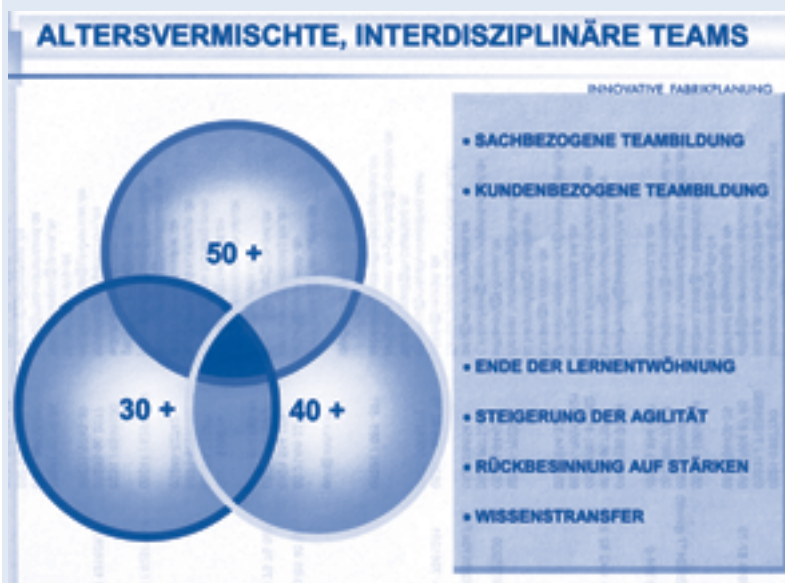 ALTERSVERMISCHTE, INTERDISZIPLINÄRE TEAMS
INNOVATIVE FABRIKPLANUNG
50 +
30 +
40 +
• SACHBEZOGENE TEAMBILDUNG
• KUNDENBEZOGENE TEAMBILDUNG
• ENDE DER LERNENTWÖHNUNG
• STEIGERUNG DER AGILITÄT
• RÜCKBESINNUNG AUF STÄRKEN
• WISSENSTRANSFER